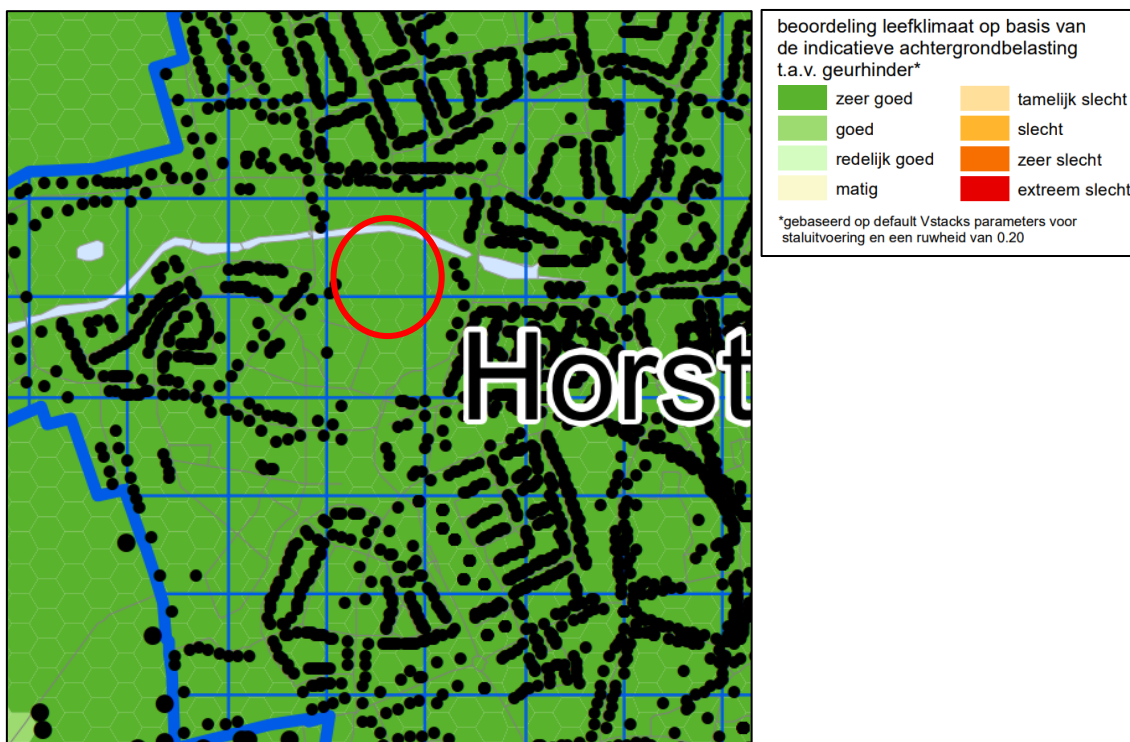 beoordeling leefklimaat op basis van
de indicatieve achtergrondbelasting
t.a.v. geurhinder*
zeer goed
goed
redelijk goed
matig
tamelijk slecht
slecht
zeer slecht
extreem slecht
*gebaseerd op default Vstacks parameters voor
staluitvoering en een ruwheid van 0.20
Horst